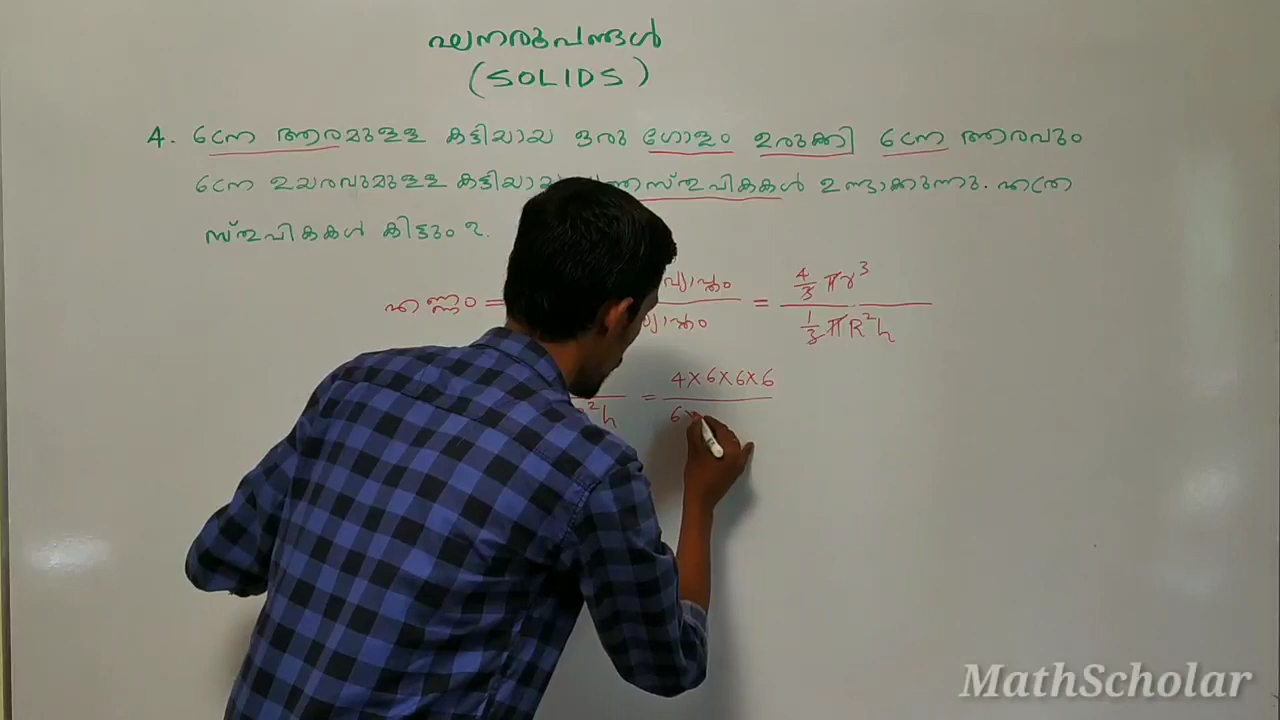 ഘനരൂപങ്ങൾ
(SOLIDS)
4. 6cm ആരമുള്ള കട്ടിയായ ഒരു ഗോളം ഉരുക്കി 6cm ആരവും
6cm ഉയരവുമുള്ള കട്ടിയായ ഉണ്ടാക്കുന്നു. എത്ര
സ്തൂപികകൾ കിട്ടും ?.
എണ്ണം = = 4/3 πr³ / 1/3 πR²h
h = 4×6×6×6 / 6×
MathScholar